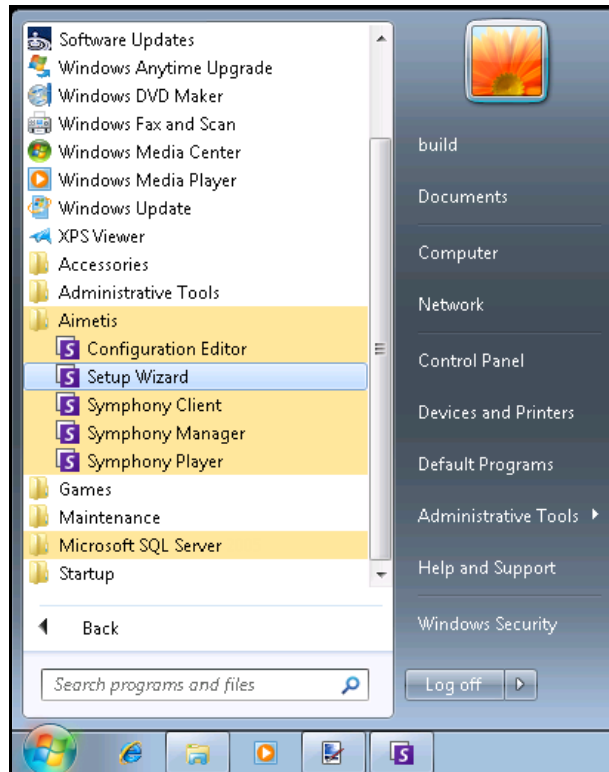 Software Updates
Windows Anytime Upgrade
Windows DVD Maker
Windows Fax and Scan
Windows Media Center
Windows Media Player
Windows Update
XPS Viewer
Accessories
Administrative Tools
Aimetis
S Configuration Editor
S Setup Wizard
S Symphony Client
S Symphony Manager
S Symphony Player
Games
Maintenance
Microsoft SQL Server
Startup
Back
Search programs and files
build
Documents
Computer
Network
Control Panel
Devices and Printers
Default Programs
Administrative Tools
Help and Support
Windows Security
Log off
S